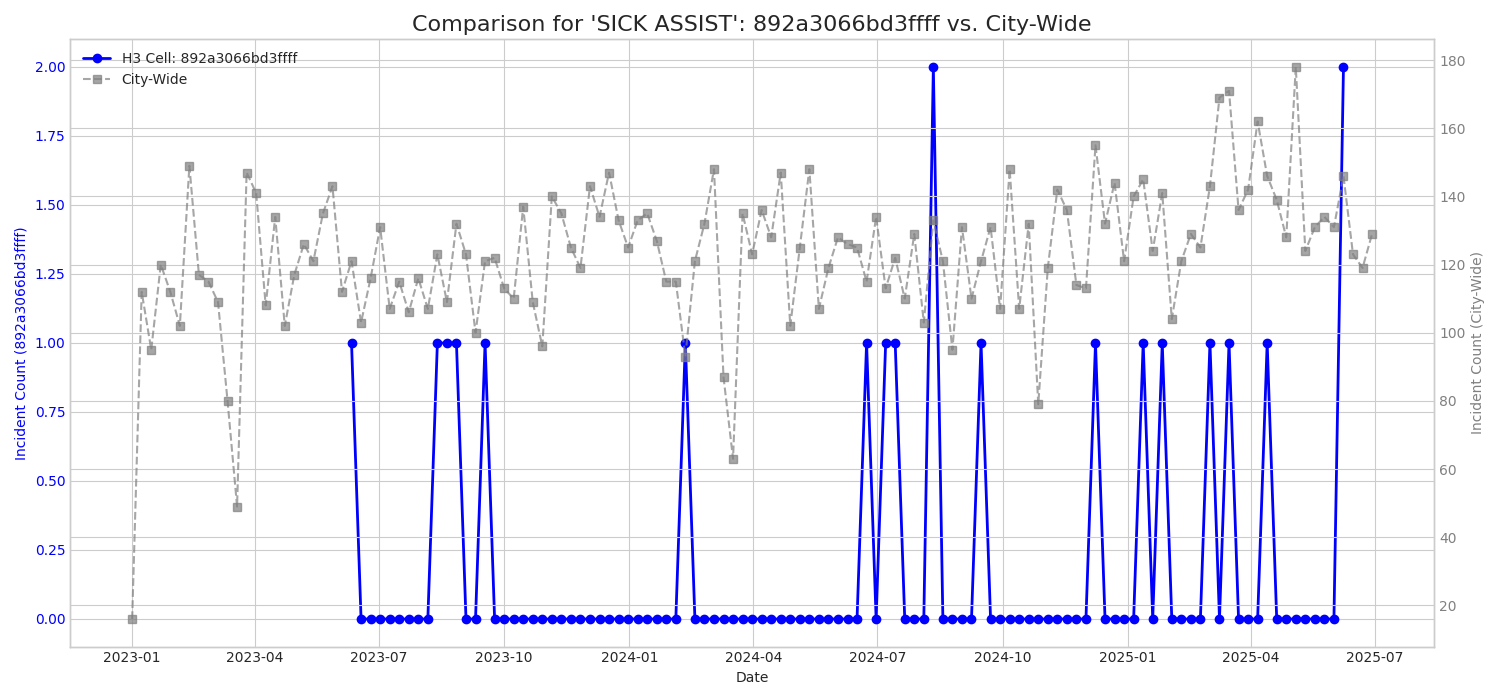 Comparison for 'SICK ASSIST': 892a3066bd3ffff vs. City-Wide
H3 Cell: 892a3066bd3ffff
City-Wide
2.00
1.75
1.50
1.25
1.00
0.75
0.50
0.25
0.00
Incident Count (892a3066bd3ffff)
180
160
140
120
100
80
60
40
20
Incident Count (City-Wide)
2023-01 2023-04 2023-07 2023-10 2024-01 2024-04 2024-07 2024-10 2025-01 2025-04 2025-07
Date